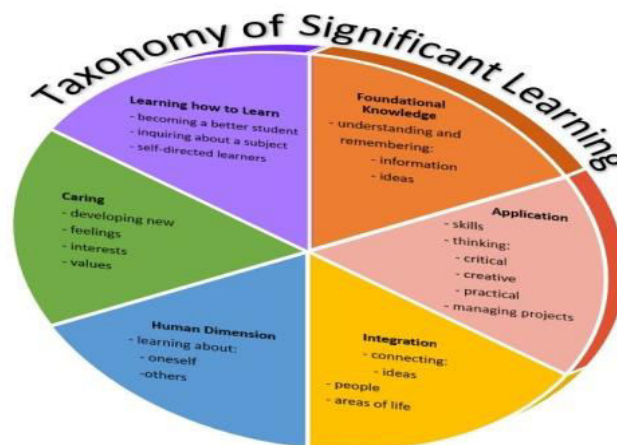 Taxonomy of Significant Learning
Learning how to Learn
- becoming a better student
- inquiring about a subject
- self-directed learners
Foundational
Knowledge
- understanding and
remembering:
- information
- ideas
Application
- skills
- thinking:
- critical
- creative
- practical
- managing projects
Integration
- connecting:
- ideas
- people
- areas of life
Human Dimension
- learning about:
- oneself
-others
Caring
- developing new
- feelings
- interests
- values